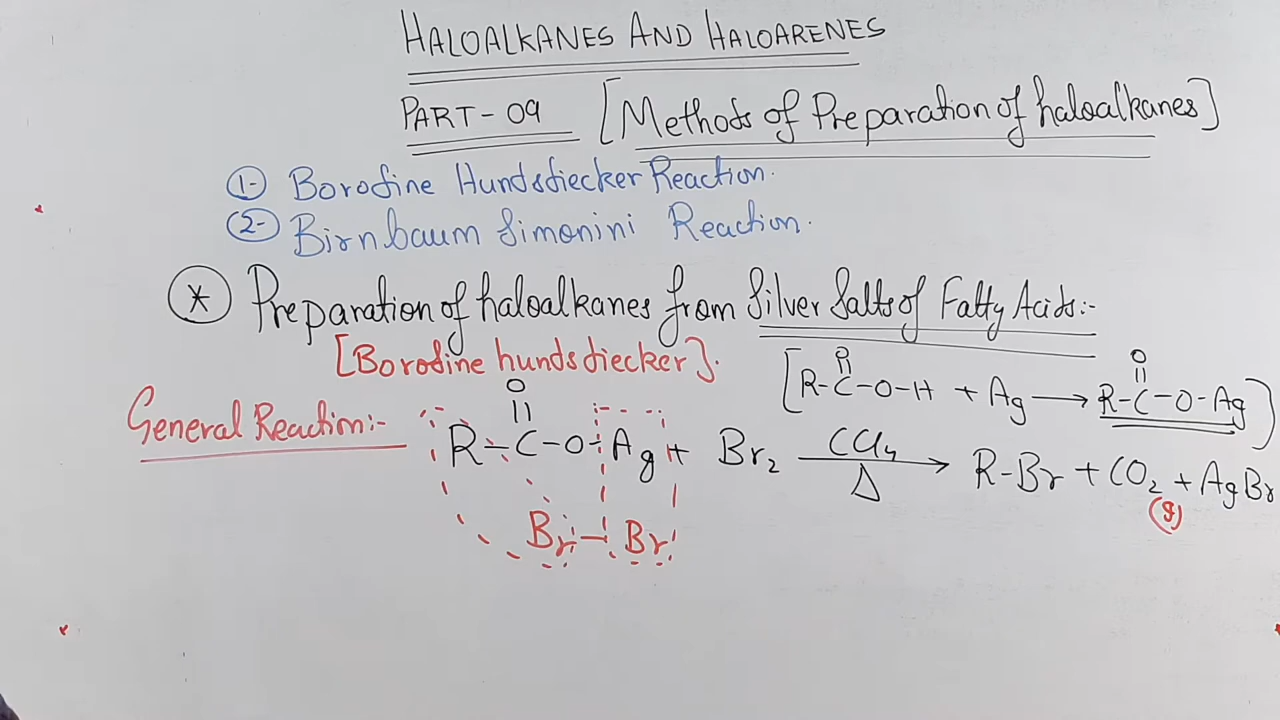 HALOALKANES AND HALOARENES
PART-09 [Methods of Preparation of haloalkanes]
①- Borodine Hundsdiecker Reaction.
②- Birnbaum Simonini Reaction.
* Preparation of haloalkanes from Silver Salts of Fatty Acids:-
[Borodine hundsdiecker].
[R-C(=O)-O-H + Ag → R-C(=O)-O-Ag]
General Reaction:- R-C(=O)-O-Ag + Br₂ —CCl₄/Δ→ R-Br + CO₂ (g) + AgBr
Br-Br